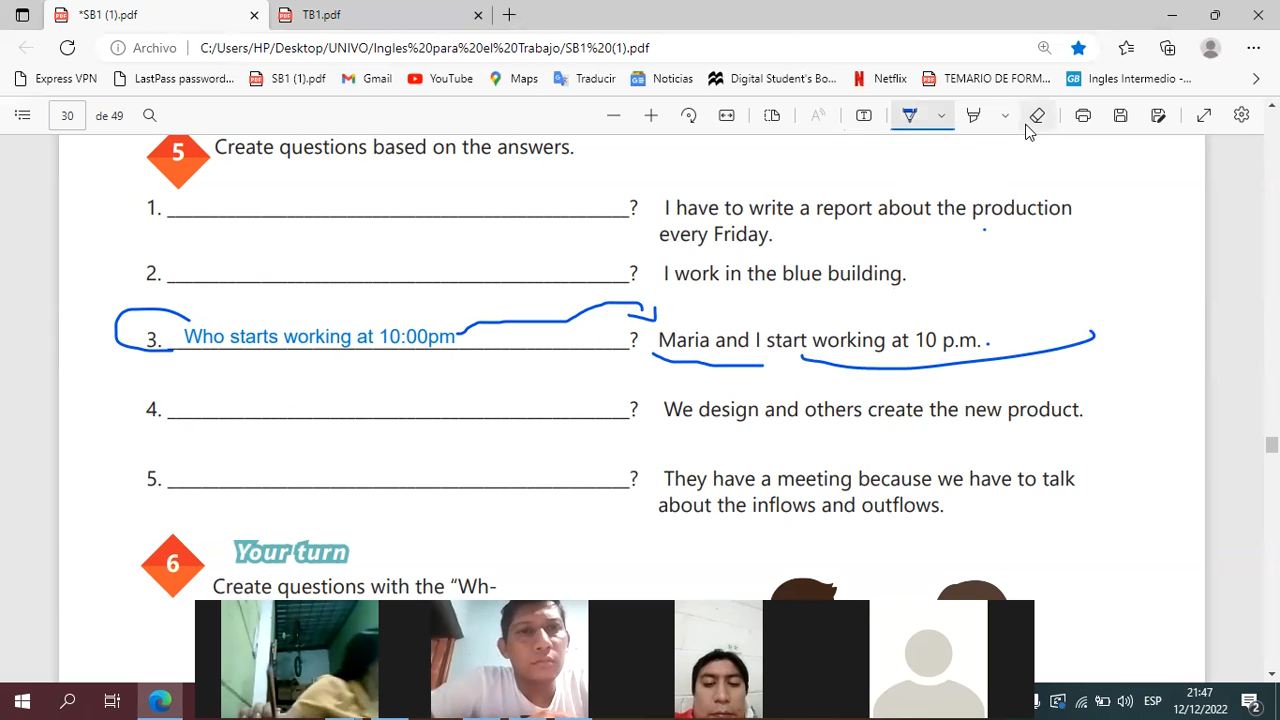 *SB1 (1).pdf
TB1.pdf
Archivo
C:/Users/HP/Desktop/UNIVO/Ingles%20para%20el%20Trabajo/SB1%20(1).pdf
Express VPN
LastPass password...
SB1 (1).pdf
Gmail
YouTube
Maps
Traducir
Noticias
Digital Student's Bo...
Netflix
TEMARIO DE FORM...
Ingles Intermedio -...
30
de 49
5
Create questions based on the answers.
1. ______________________________________________? I have to write a report about the production
every Friday.
2. ______________________________________________? I work in the blue building.
3. Who starts working at 10:00pm ? Maria and I start working at 10 p.m.
4. ______________________________________________? We design and others create the new product.
5. ______________________________________________? They have a meeting because we have to talk
about the inflows and outflows.
6
Your turn
Create questions with the “Wh-
ESP
21:47
12/12/2022
2